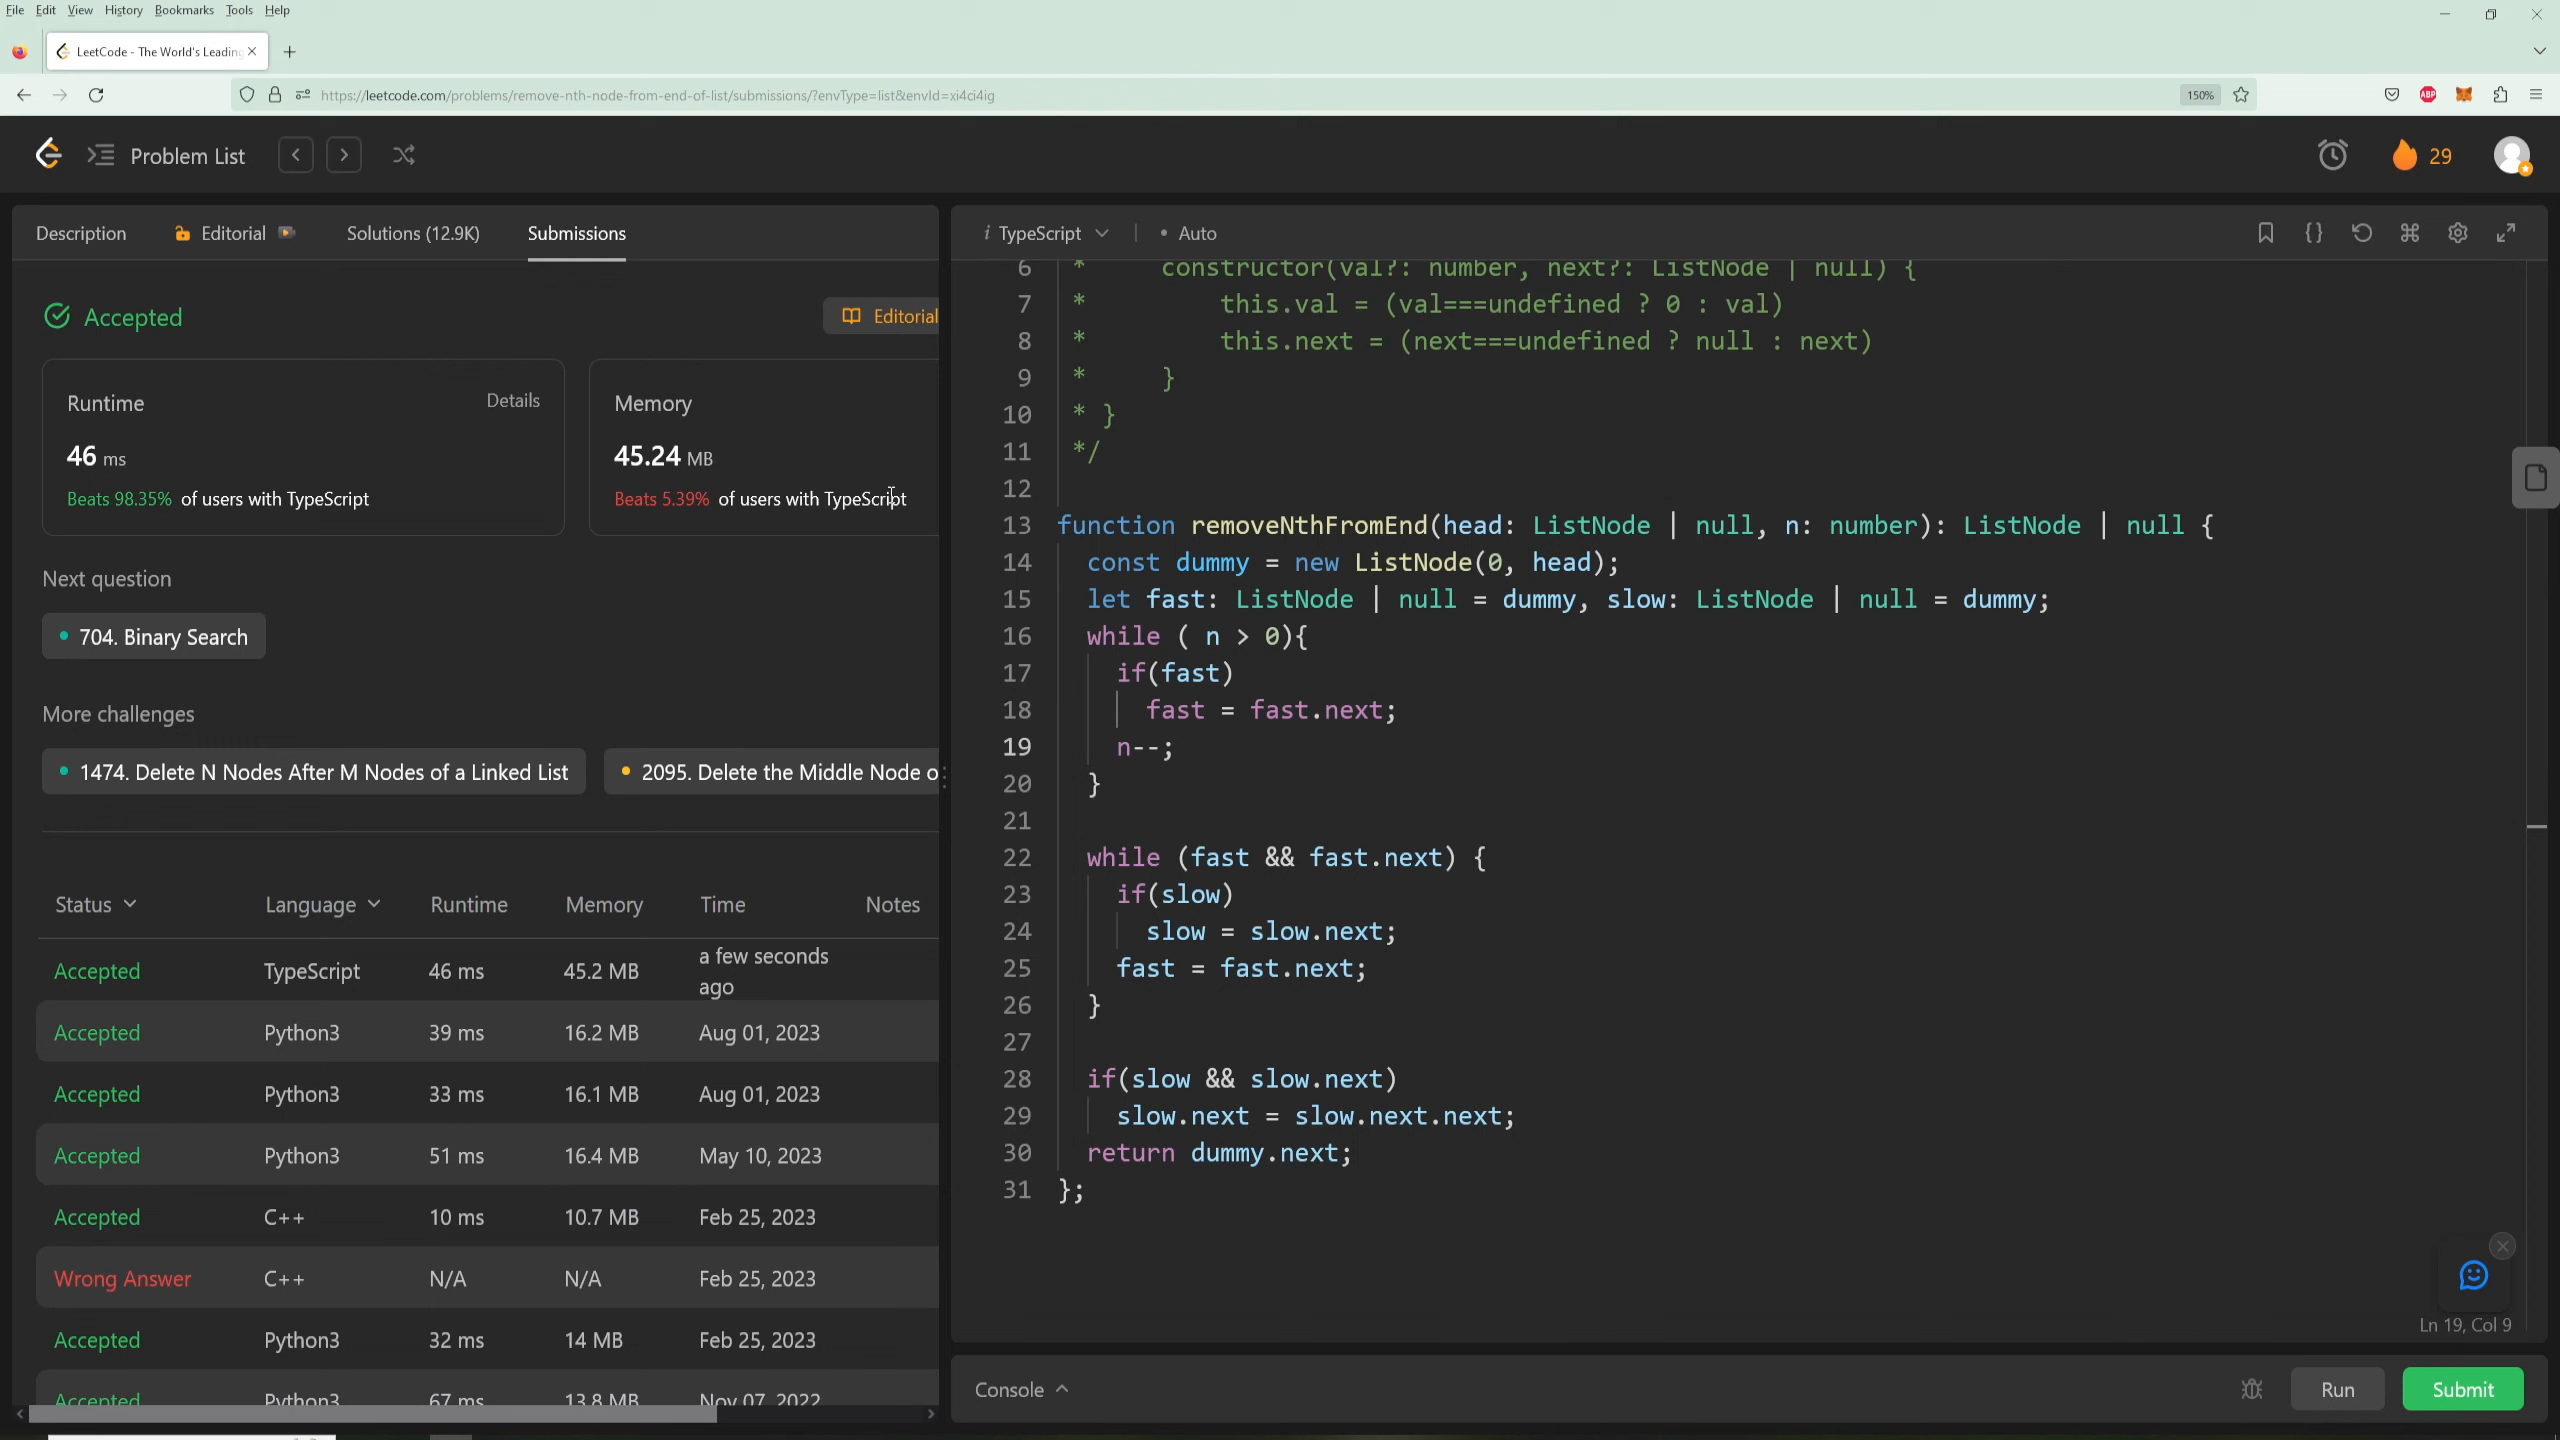 File Edit View History Bookmarks Tools Help
LeetCode - The World's Leading
https://leetcode.com/problems/remove-nth-node-from-end-of-list/submissions/?envType=list&envId=xi4ci4ig
150%
ABP
Problem List
29
Description Editorial Solutions (12.9K) Submissions
Accepted
Editorial
Runtime Details
46 ms
Beats 98.35% of users with TypeScript
Memory
45.24 MB
Beats 5.39% of users with TypeScript
Next question
704. Binary Search
More challenges
1474. Delete N Nodes After M Nodes of a Linked List
2095. Delete the Middle Node o
Status Language Runtime Memory Time Notes
Accepted TypeScript 46 ms 45.2 MB a few seconds ago
Accepted Python3 39 ms 16.2 MB Aug 01, 2023
Accepted Python3 33 ms 16.1 MB Aug 01, 2023
Accepted Python3 51 ms 16.4 MB May 10, 2023
Accepted C++ 10 ms 10.7 MB Feb 25, 2023
Wrong Answer C++ N/A N/A Feb 25, 2023
Accepted Python3 32 ms 14 MB Feb 25, 2023
Accepted Python3 67 ms 13.8 MB Nov 07, 2022
i TypeScript • Auto
6 * constructor(val?: number, next?: ListNode | null) {
7 * this.val = (val===undefined ? 0 : val)
8 * this.next = (next===undefined ? null : next)
9 * }
10 * }
11 */
12
13 function removeNthFromEnd(head: ListNode | null, n: number): ListNode | null {
14 const dummy = new ListNode(0, head);
15 let fast: ListNode | null = dummy, slow: ListNode | null = dummy;
16 while ( n > 0){
17 if(fast)
18 fast = fast.next;
19 n--;
20 }
21
22 while (fast && fast.next) {
23 if(slow)
24 slow = slow.next;
25 fast = fast.next;
26 }
27
28 if(slow && slow.next)
29 slow.next = slow.next.next;
30 return dummy.next;
31 };
Ln 19, Col 9
Console
Run
Submit